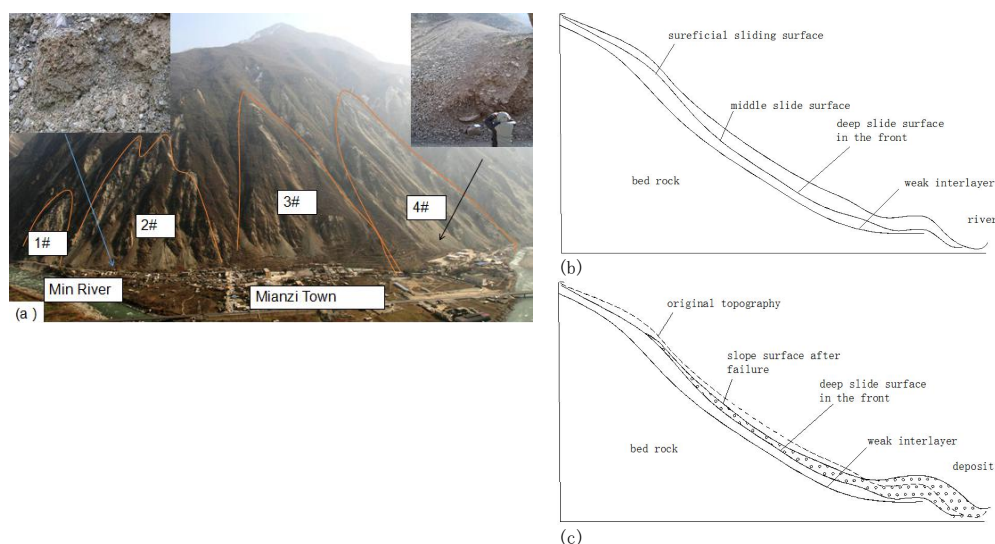 1#
2#
3#
4#
Min River
Mianzi Town
(a )
sureficial sliding surface
middle slide surface
deep slide surface
in the front
weak interlayer
bed rock
river
(b)
original topography
slope surface after
failure
deep slide surface
in the front
weak interlayer
bed rock
deposit
(c)